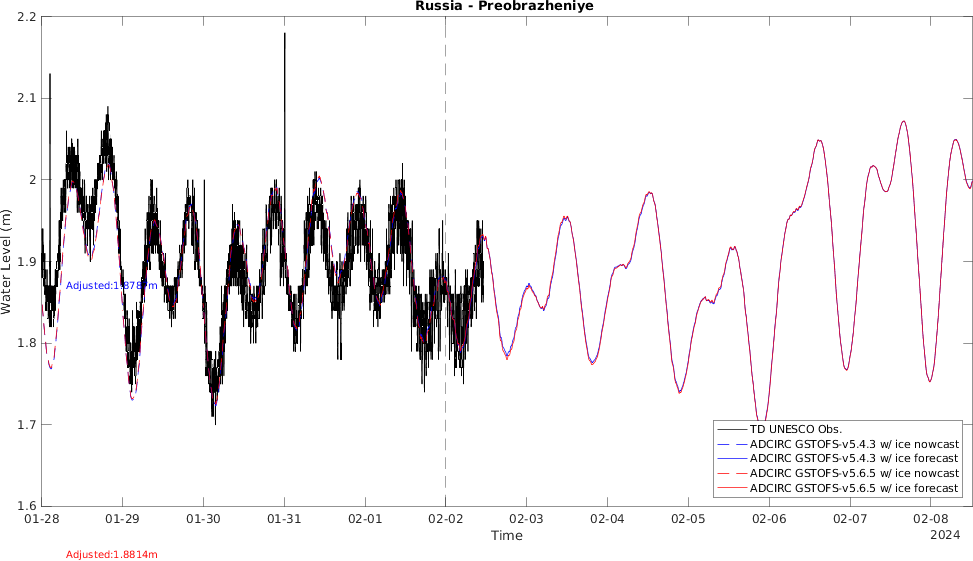 Russia - Preobrazheniye
2.2
2.1
2
1.9
1.8
1.7
1.6
Water Level (m)
Adjusted:1.878?m
TD UNESCO Obs.
ADCIRC GSTOFS-v5.4.3 w/ ice nowcast
ADCIRC GSTOFS-v5.4.3 w/ ice forecast
ADCIRC GSTOFS-v5.6.5 w/ ice nowcast
ADCIRC GSTOFS-v5.6.5 w/ ice forecast
01-28 01-29 01-30 01-31 02-01 02-02 02-03 02-04 02-05 02-06 02-07 02-08
2024
Time
Adjusted:1.8814m